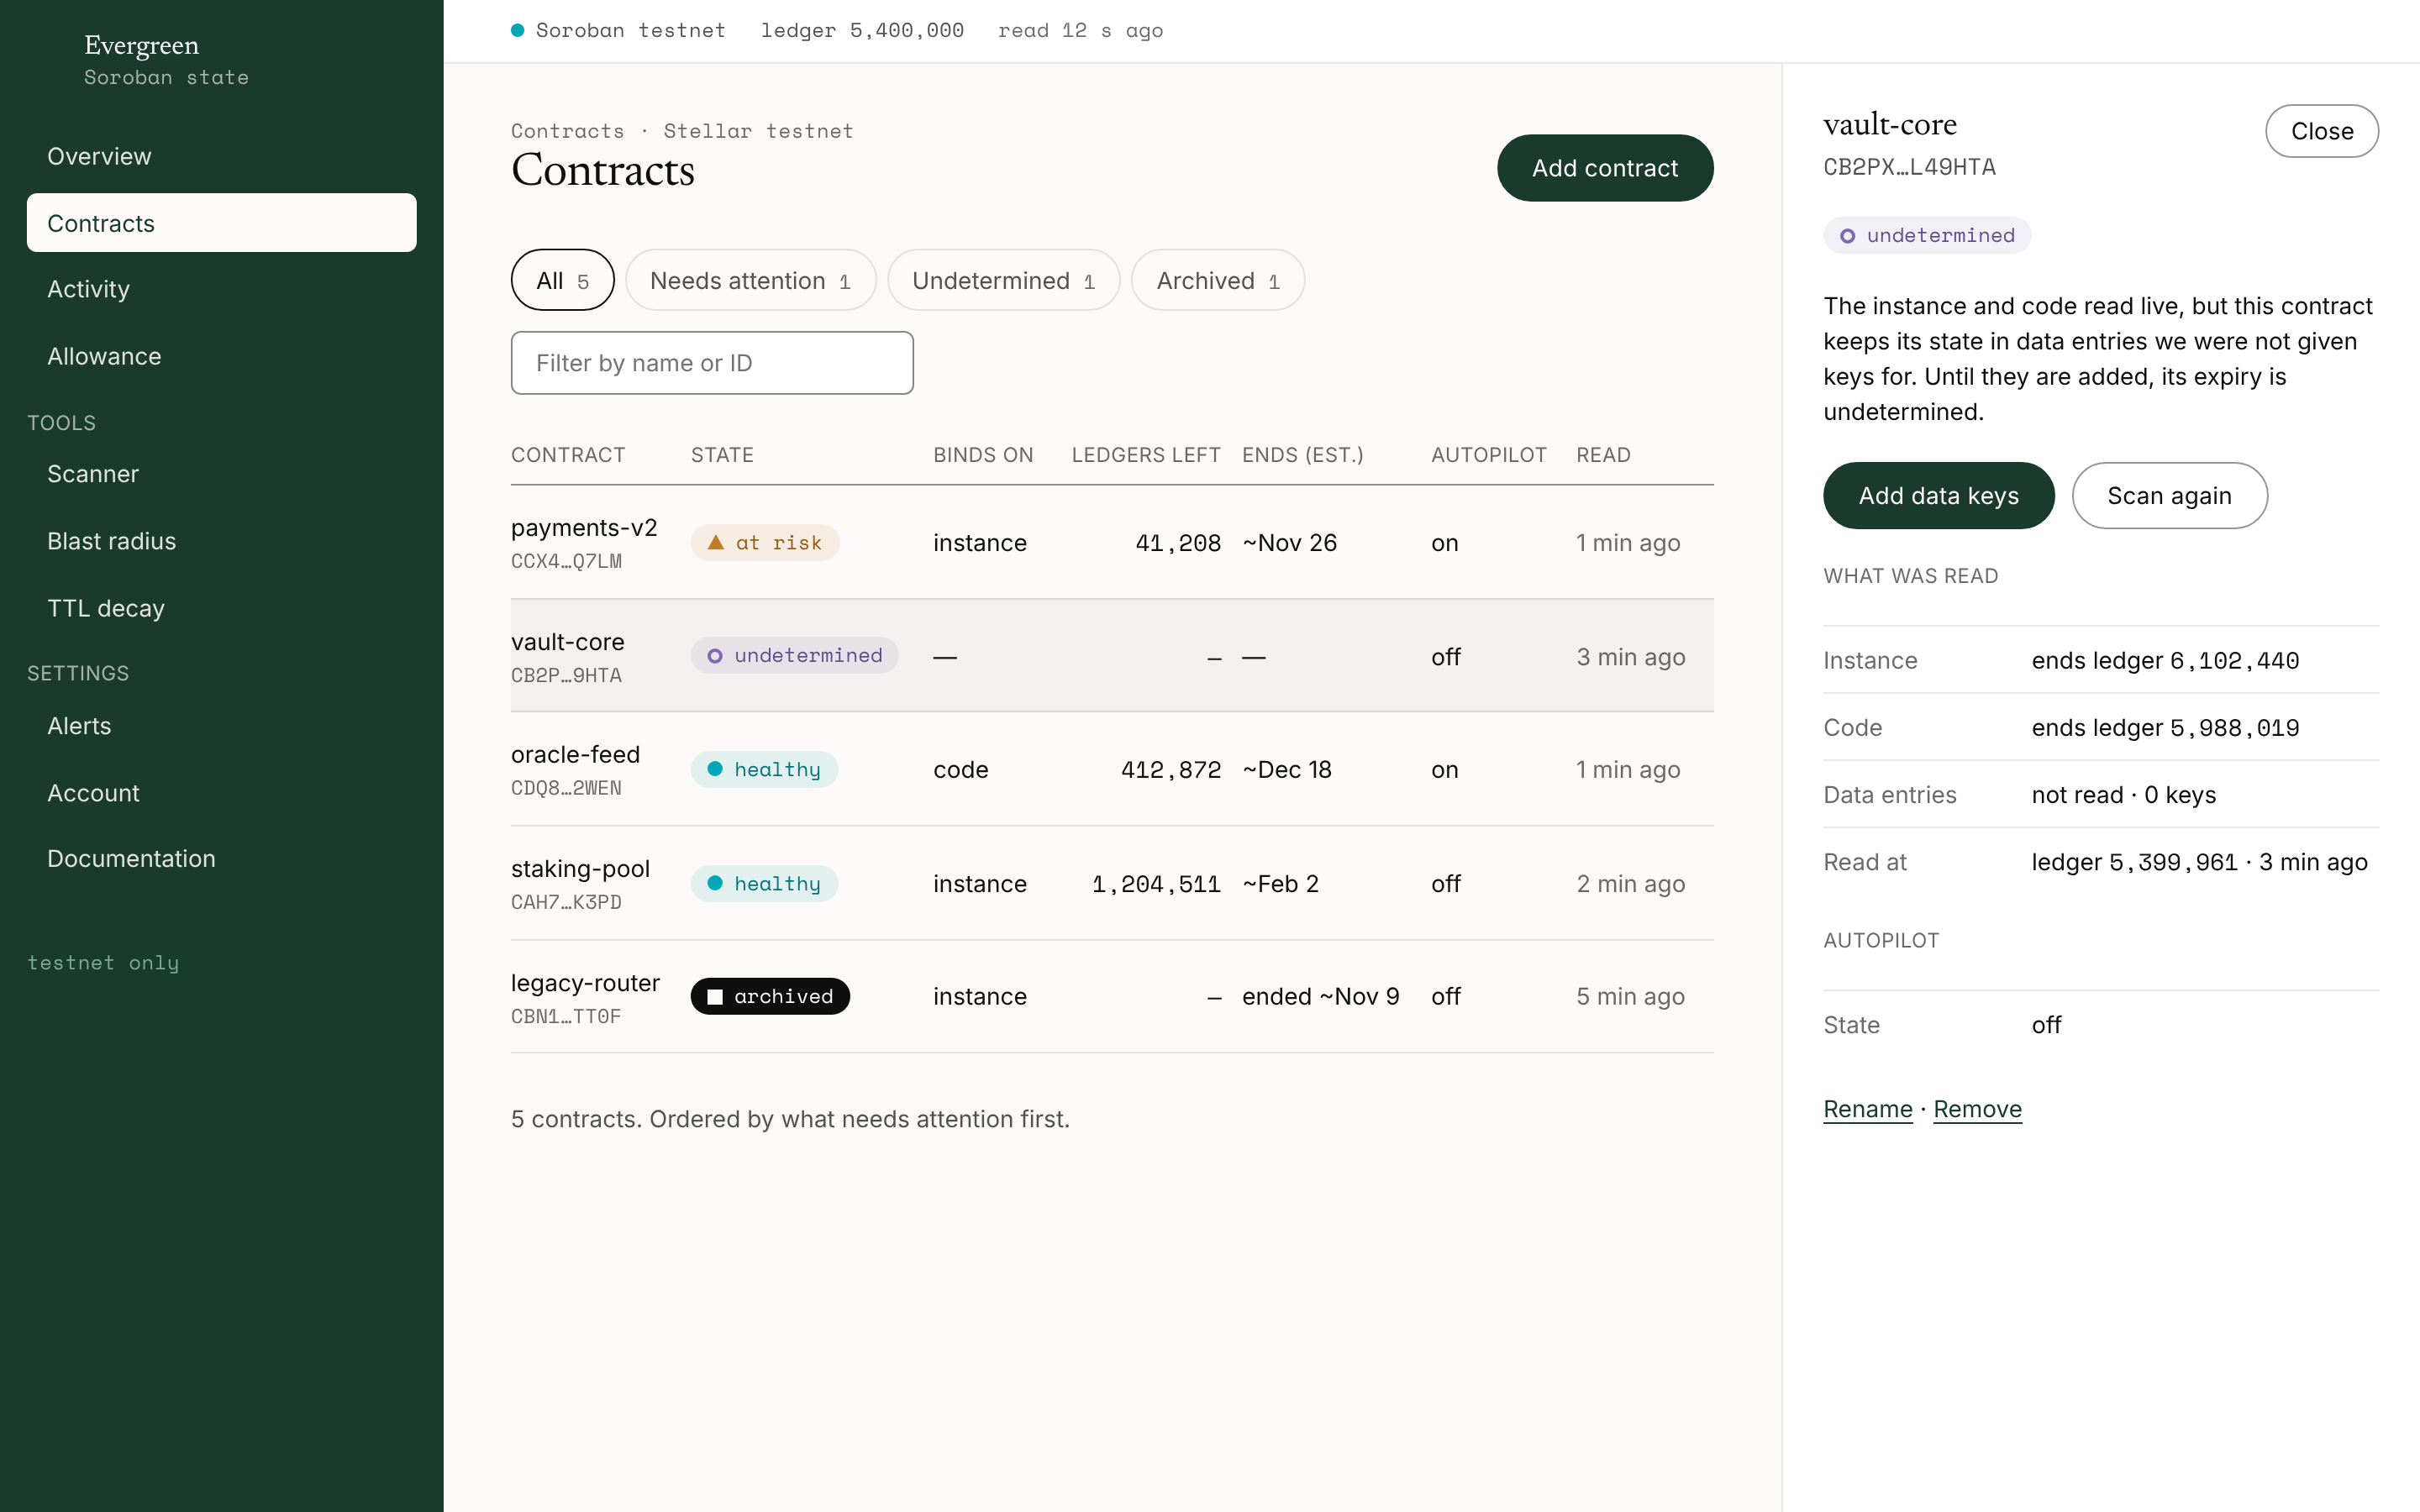 Evergreen
Soroban state
Overview
Contracts
Activity
Allowance
TOOLS
Scanner
Blast radius
TTL decay
SETTINGS
Alerts
Account
Documentation
testnet only
Soroban testnet ledger 5,400,000 read 12 s ago
Contracts · Stellar testnet
Contracts
Add contract
All 5 Needs attention 1 Undetermined 1 Archived 1
Filter by name or ID
CONTRACT STATE BINDS ON LEDGERS LEFT ENDS (EST.) AUTOPILOT READ
payments-v2 at risk instance 41,208 ~Nov 26 on 1 min ago
CCX4…Q7LM
vault-core undetermined — — — off 3 min ago
CB2P…9HTA
oracle-feed healthy code 412,872 ~Dec 18 on 1 min ago
CDQ8…2WEN
staking-pool healthy instance 1,204,511 ~Feb 2 off 2 min ago
CAH7…K3PD
legacy-router archived instance — ended ~Nov 9 off 5 min ago
CBN1…TT0F
5 contracts. Ordered by what needs attention first.
vault-core
Close
CB2PX…L49HTA
undetermined
The instance and code read live, but this contract
keeps its state in data entries we were not given
keys for. Until they are added, its expiry is
undetermined.
Add data keys Scan again
WHAT WAS READ
Instance ends ledger 6,102,440
Code ends ledger 5,988,019
Data entries not read · 0 keys
Read at ledger 5,399,961 · 3 min ago
AUTOPILOT
State off
Rename · Remove